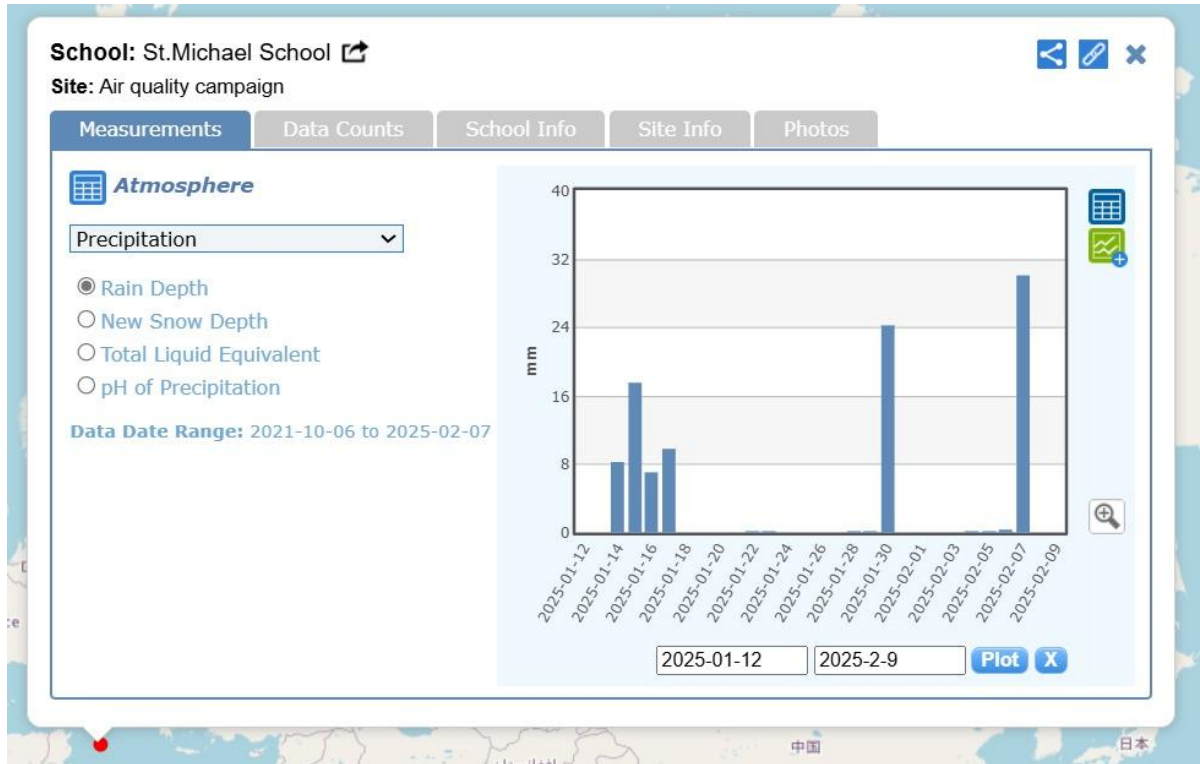 School: St.Michael School
Site: Air quality campaign
Measurements Data Counts School Info Site Info Photos
Atmosphere
Precipitation
Rain Depth
New Snow Depth
Total Liquid Equivalent
pH of Precipitation
Data Date Range: 2021-10-06 to 2025-02-07
mm
40
32
24
16
8
0
2025-01-12
2025-01-14
2025-01-16
2025-01-18
2025-01-20
2025-01-22
2025-01-24
2025-01-26
2025-01-28
2025-01-30
2025-02-01
2025-02-03
2025-02-05
2025-02-07
2025-02-09
2025-01-12 2025-2-9 Plot X
中国
日本